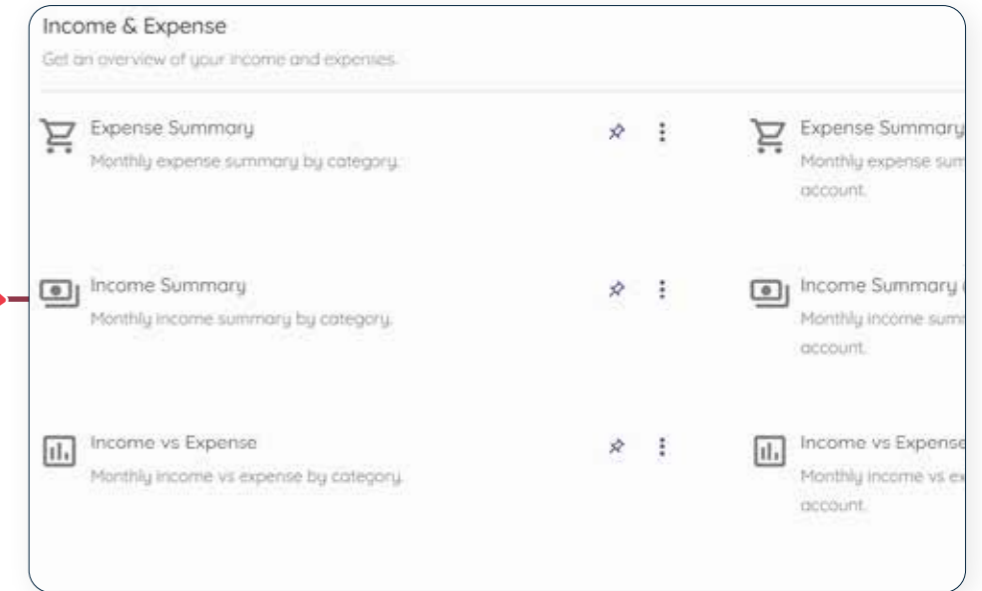 Income & Expense
Get an overview of your income and expenses.
Expense Summary
Monthly expense summary by category.
Expense Summary
Monthly expense sum
account.
Income Summary
Monthly income summary by category.
Income Summary
Monthly income summ
account.
Income vs Expense
Monthly income vs expense by category.
Income vs Expense
Monthly income vs ex
account.